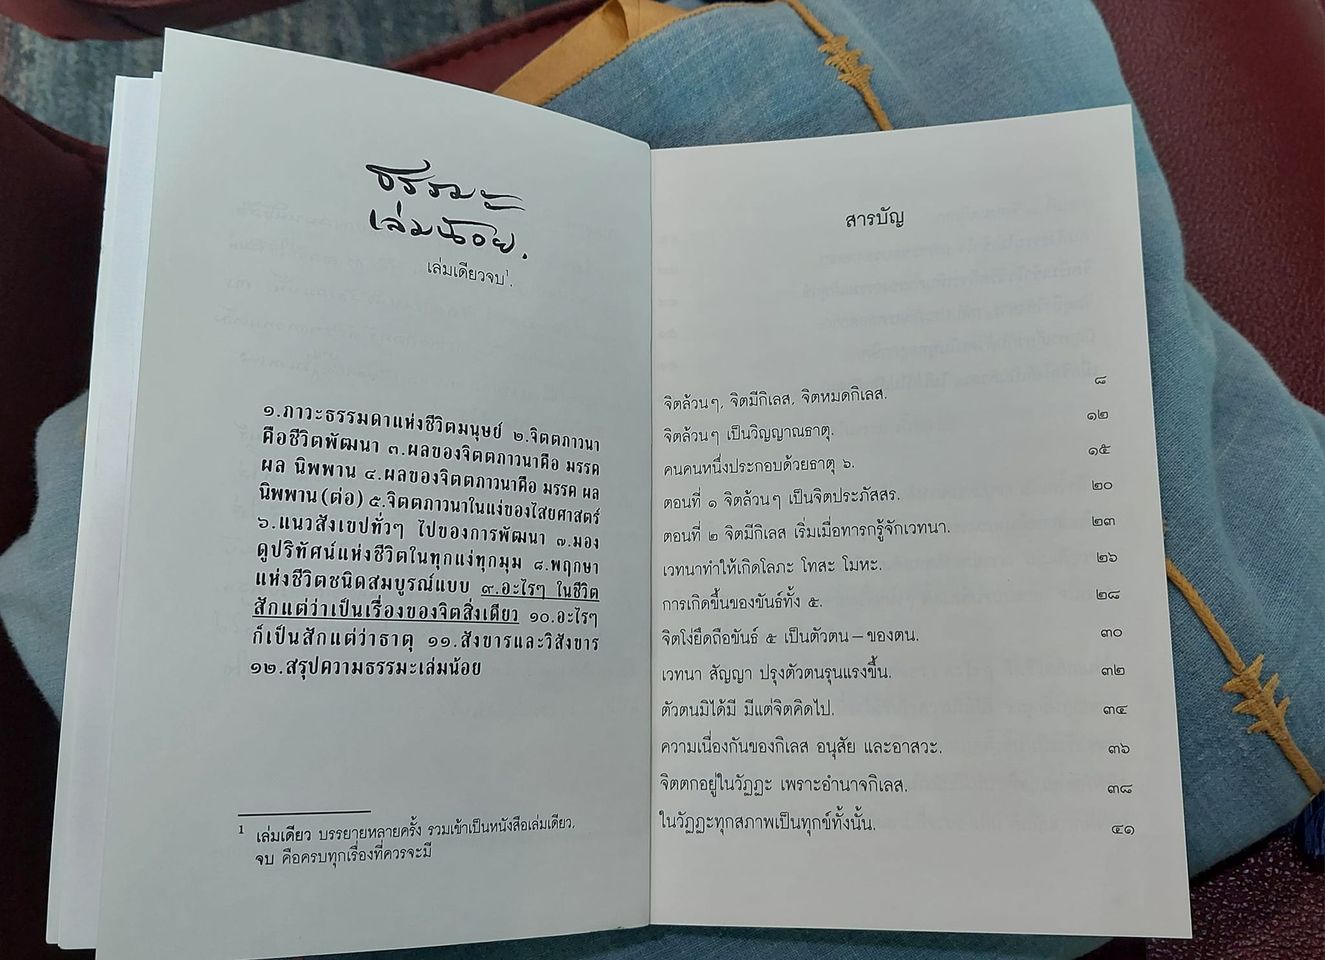 ธรรมะ
เล่มน้อย.
เล่มเดียวจบ¹.
๑.ภาวะธรรมดาแห่งชีวิตมนุษย์ ๒.จิตตภาวนา
คือชีวิตพัฒนา ๓.ผลของจิตตภาวนาคือ มรรค
ผล นิพพาน ๔.ผลของจิตตภาวนาคือ มรรค ผล
นิพพาน(ต่อ) ๕.จิตตภาวนาในแง่ของไสยศาสตร์
๖.แนวสังเขปทั่วๆ ไปของการพัฒนา ๗.มอง
ดูปริทัศน์แห่งชีวิตในทุกแง่ทุกมุม ๘.พฤกษา
แห่งชีวิตชนิดสมบูรณ์แบบ ๙.อะไรๆ ในชีวิต
สักแต่ว่าเป็นเรื่องของจิตสิ่งเดียว ๑๐.อะไรๆ
ก็เป็นสักแต่ว่าธาตุ ๑๑.สังขารและวิสังขาร
๑๒.สรุปความธรรมะเล่มน้อย
¹ เล่มเดียว บรรยายหลายครั้ง รวมเข้าเป็นหนังสือเล่มเดียว.
จบ คือครบทุกเรื่องที่ควรจะมี
สารบัญ
จิตล้วนๆ, จิตมีกิเลส, จิตหมดกิเลส. ๘
จิตล้วนๆ เป็นวิญญาณธาตุ. ๑๒
คนคนหนึ่งประกอบด้วยธาตุ ๖. ๑๕
ตอนที่ ๑ จิตล้วนๆ เป็นจิตประภัสสร. ๒๐
ตอนที่ ๒ จิตมีกิเลส เริ่มเมื่อทารกรู้จักเวทนา. ๒๓
เวทนาทำให้เกิดโลภะ โทสะ โมหะ. ๒๖
การเกิดขึ้นของขันธ์ทั้ง ๕. ๒๘
จิตโง่ยึดถือขันธ์ ๕ เป็นตัวตน – ของตน. ๓๐
เวทนา สัญญา ปรุงตัวตนรุนแรงขึ้น. ๓๒
ตัวตนมิได้มี มีแต่จิตคิดไป. ๓๔
ความเนื่องกันของกิเลส อนุสัย และอาสวะ. ๓๖
จิตตกอยู่ในวัฏฏะ เพราะอำนาจกิเลส. ๓๘
ในวัฏฏะทุกสภาพเป็นทุกข์ทั้งนั้น. ๔๑